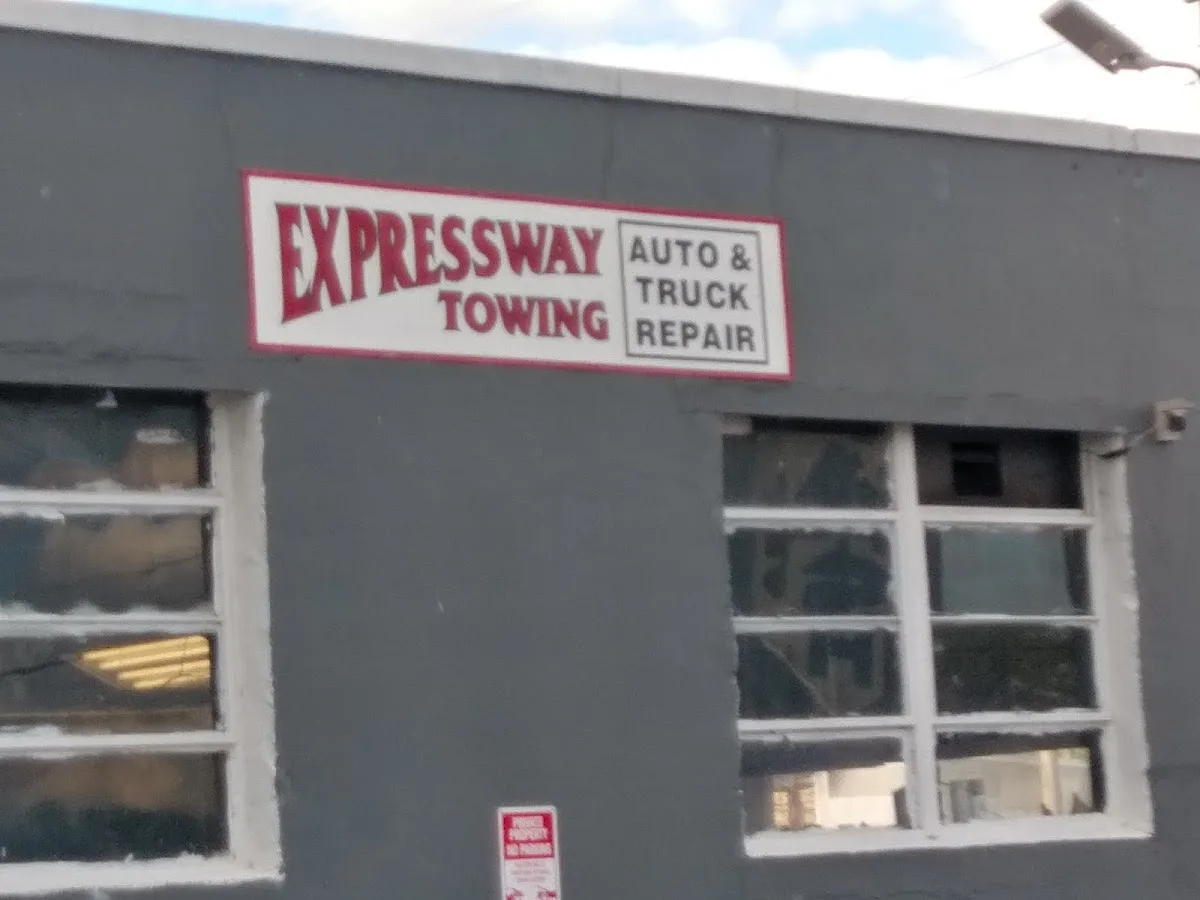 EXPRESSWAY
TOWING
AUTO &
TRUCK
REPAIR
PRIVATE
PROPERTY
NO PARKING